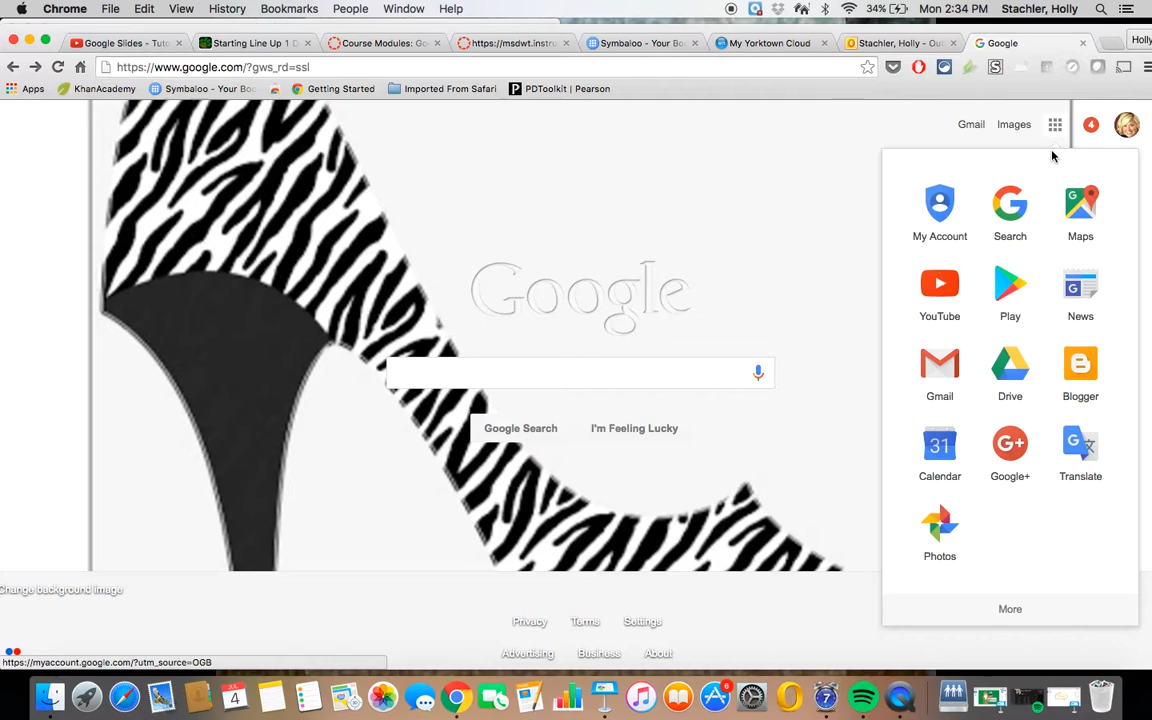 Chrome File Edit View History Bookmarks People Window Help 34% Mon 2:34 PM Stachler, Holly
Google Slides - Tuto Starting Line Up 1 D Course Modules: Go https://msdwt.instru Symbaloo - Your Bo My Yorktown Cloud Stachler, Holly - Out Google Holly
https://www.google.com/?gws_rd=ssl
Apps KhanAcademy Symbaloo - Your Boo Getting Started Imported From Safari PDToolkit | Pearson
Gmail Images 4
My Account Search Maps
YouTube Play News
Google
Gmail Drive Blogger
Google Search I'm Feeling Lucky
31 G+ G
Calendar Google+ Translate
Photos
Change background image
More
Privacy Terms Settings
Advertising Business About
https://myaccount.google.com/?utm_source=OGB
JUL
4
6